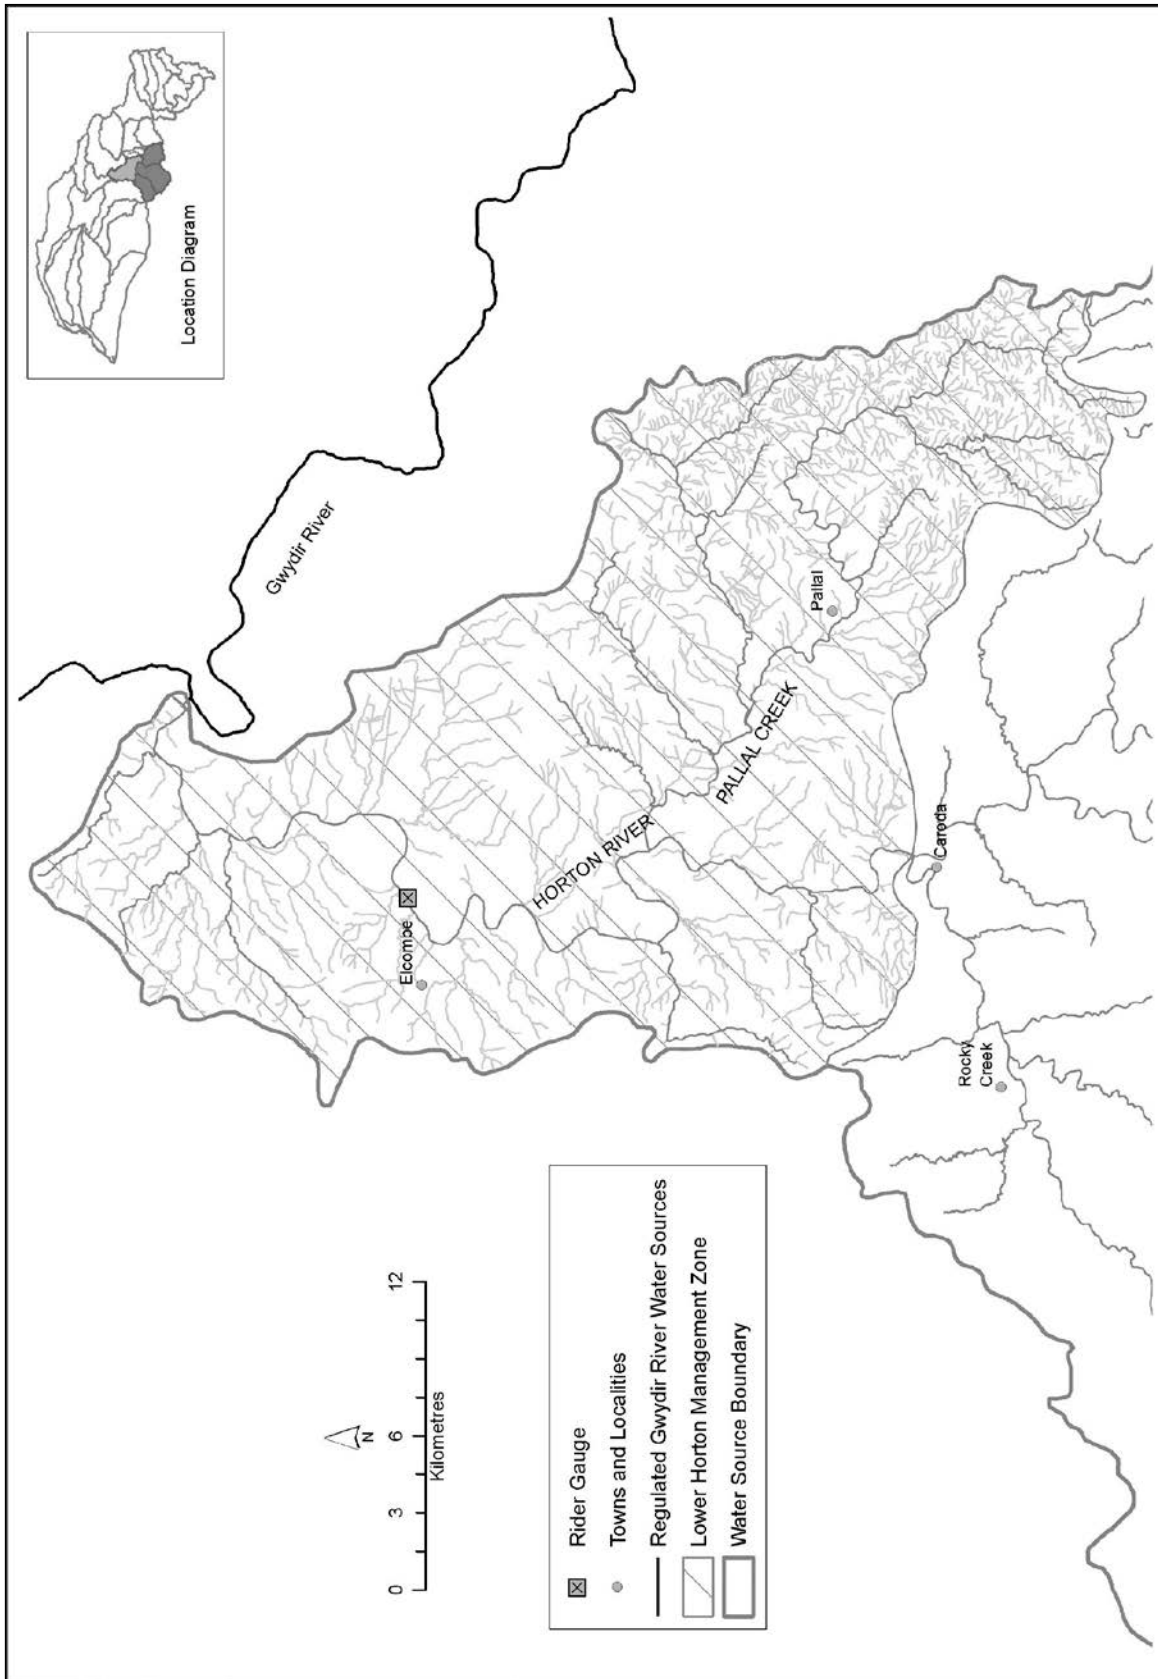 Location Diagram
Gwydir River
Elcombe
HORTON RIVER
PALLAL CREEK
Pallal
Caroda
Rocky
Creek
N
0 3 6 12
Kilometres
Rider Gauge
Towns and Localities
Regulated Gwydir River Water Sources
Lower Horton Management Zone
Water Source Boundary